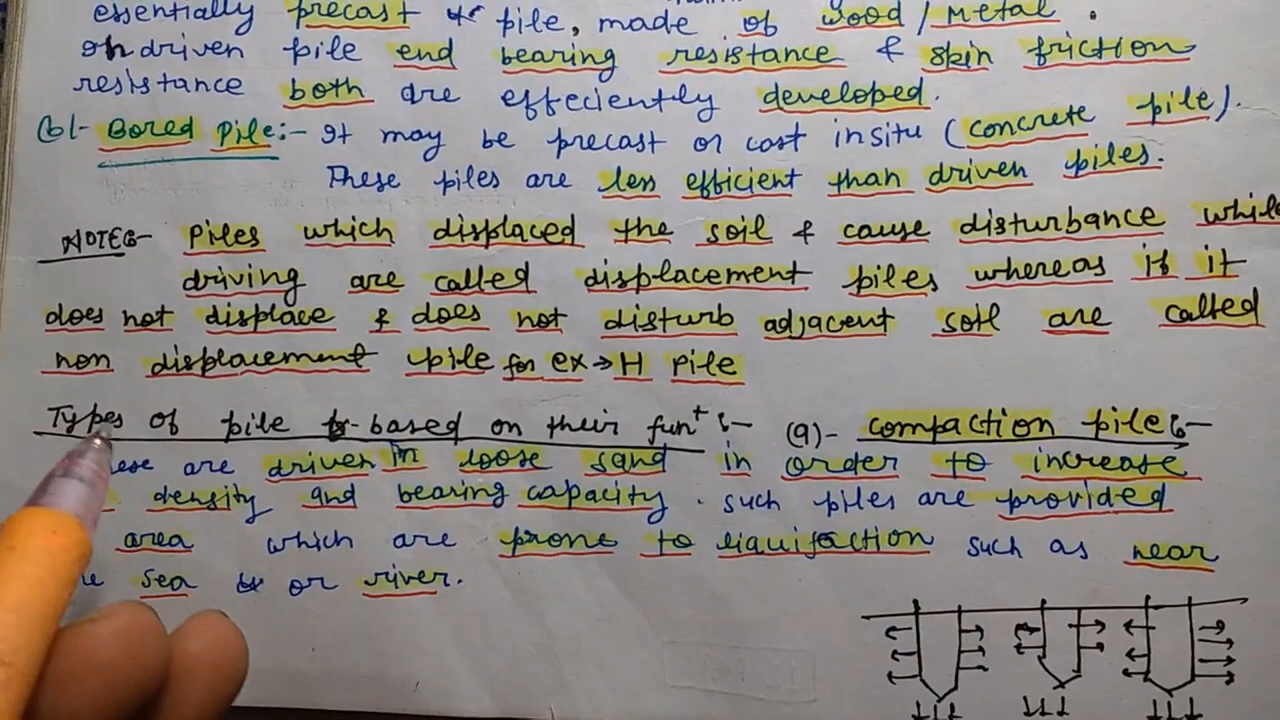 essentially precast pile, made of wood / Metal .
on driven pile end bearing resistance & skin friction
resistance both are effeciently developed.
(b)- Bored Pile:- It may be precast or cast insitu (concrete pile).
These piles are less efficient than driven piles.
NOTE:- Piles which displaced the soil & cause disturbance while
driving are called displacement piles whereas if it
does not displace & does not disturb adjacent soil are called
non displacement pile for ex → H Pile
Types of pile based on their funⁿ :- (a)- compaction pile:-
ese are driven in loose sand in order to increase
density and bearing capacity. such piles are provided
area which are prone to liquifaction such as near
sea or river.